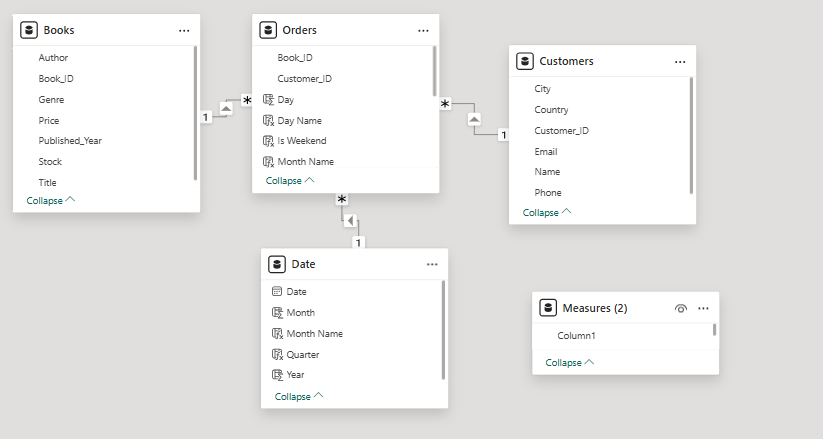 Books
Author
Book_ID
Genre
Price
Published_Year
Stock
Title
Collapse
1
*
Orders
Book_ID
Customer_ID
Day
Day Name
Is Weekend
Month Name
Collapse
*
1
Customers
City
Country
Customer_ID
Email
Name
Phone
Collapse
*
1
Date
Date
Month
Month Name
Quarter
Year
Collapse
Measures (2)
Column1
Collapse